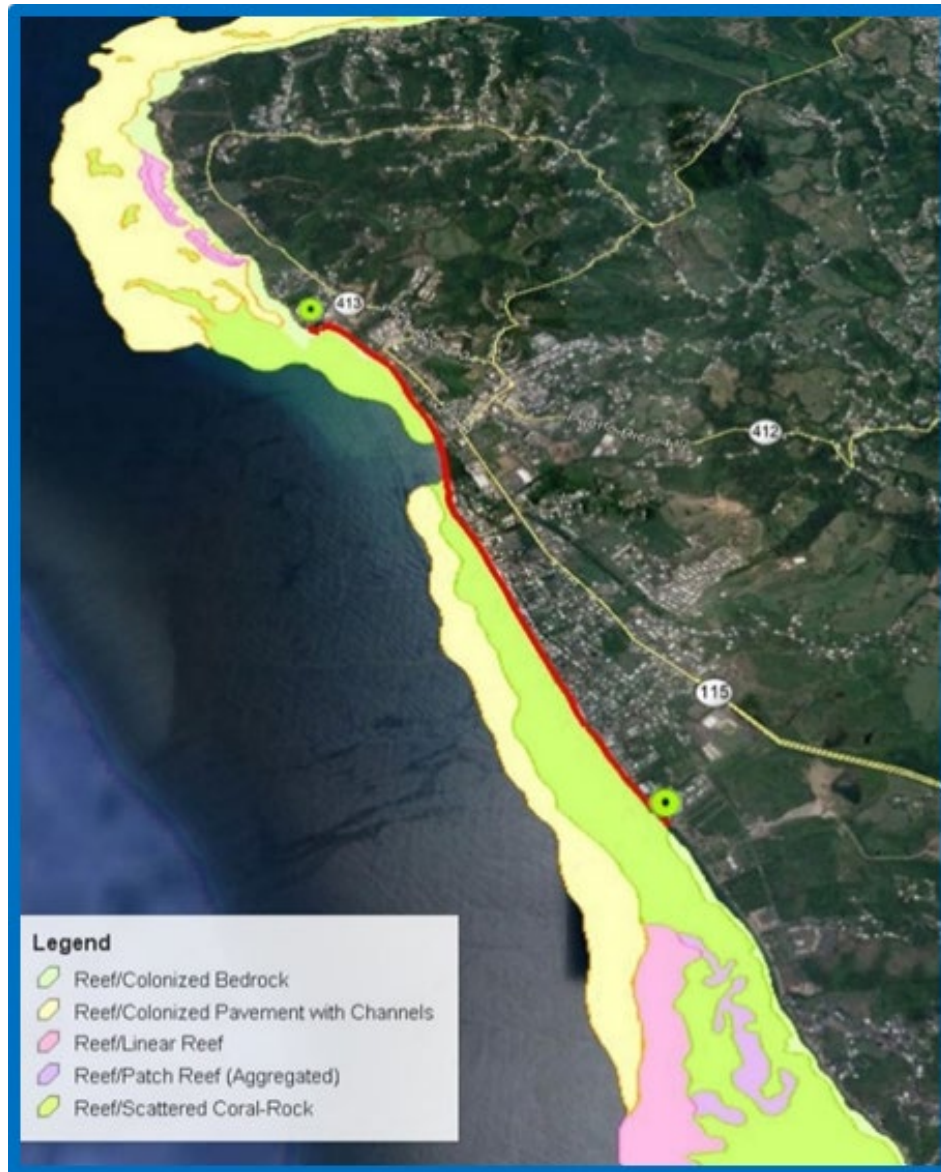 413
412
115
Legend
Reef/Colonized Bedrock
Reef/Colonized Pavement with Channels
Reef/Linear Reef
Reef/Patch Reef (Aggregated)
Reef/Scattered Coral-Rock